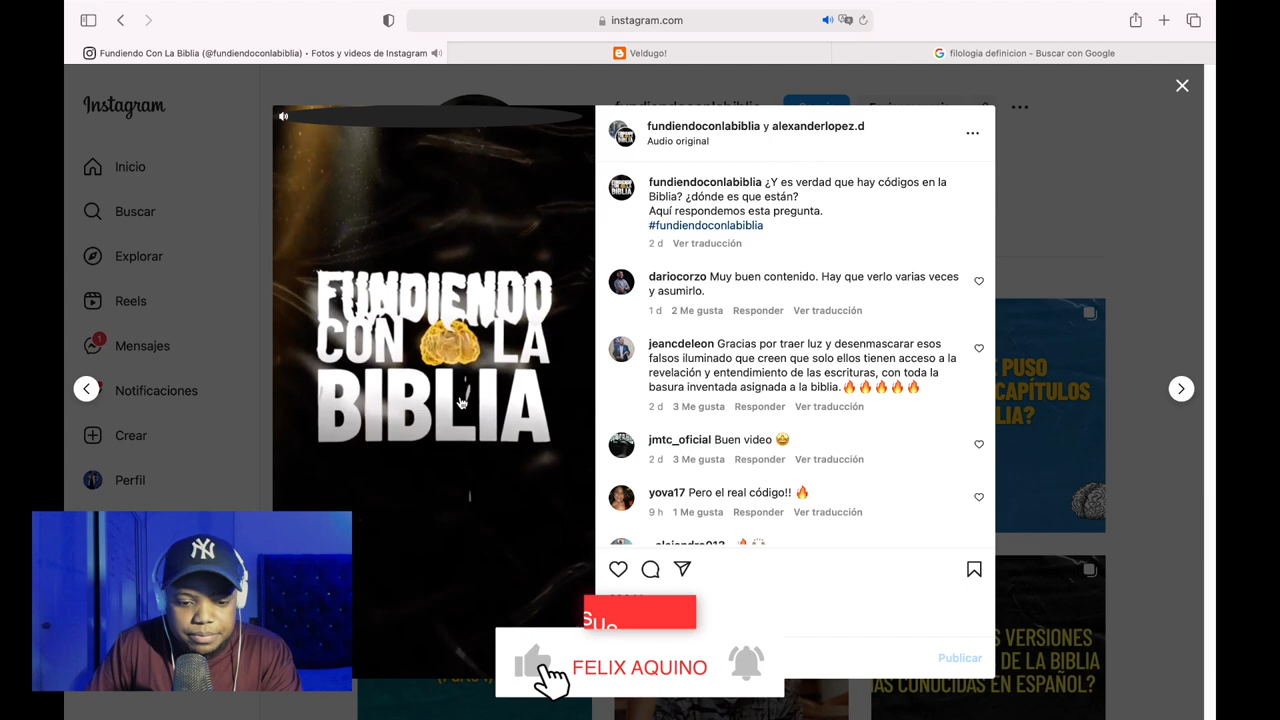 instagram.com
Fundiendo Con La Biblia (@fundiendoconlabiblia) • Fotos y videos de Instagram
Veldugo!
filologia definicion - Buscar con Google
Instagram
Inicio
Buscar
Explorar
Reels
1
Mensajes
Notificaciones
Crear
Perfil
FUNDIENDO
CON LA
BIBLIA
fundiendoconlabiblia y alexanderlopez.d
Audio original
fundiendoconlabiblia ¿Y es verdad que hay códigos en la
Biblia? ¿dónde es que están?
Aquí respondemos esta pregunta.
#fundiendoconlabiblia
2 d Ver traducción
dariocorzo Muy buen contenido. Hay que verlo varias veces
y asumirlo.
1 d 2 Me gusta Responder Ver traducción
jeancdeleon Gracias por traer luz y desenmascarar esos
falsos iluminado que creen que solo ellos tienen acceso a la
revelación y entendimiento de las escrituras, con toda la
basura inventada asignada a la biblia.🔥🔥🔥🔥🔥
2 d 3 Me gusta Responder Ver traducción
jmtc_oficial Buen video 🤩
2 d 3 Me gusta Responder Ver traducción
yova17 Pero el real código!! 🔥
9 h 1 Me gusta Responder Ver traducción
Publicar
FELIX AQUINO
PUSO
CAPÍTULOS
LIA?
VERSIONES
DE LA BIBLIA
AS CONOCIDAS EN ESPAÑOL?
NY